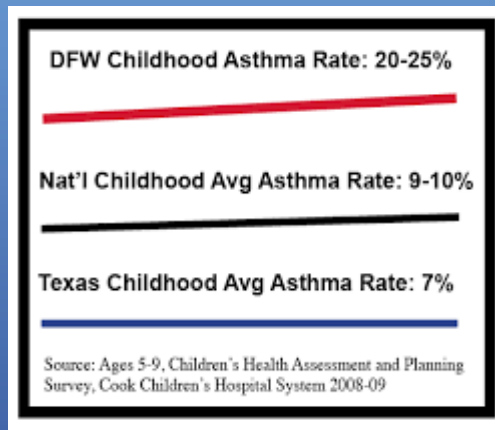 DFW Childhood Asthma Rate: 20-25%
Nat'l Childhood Avg Asthma Rate: 9-10%
Texas Childhood Avg Asthma Rate: 7%
Source: Ages 5-9, Children's Health Assessment and Planning
Survey, Cook Children's Hospital System 2008-09